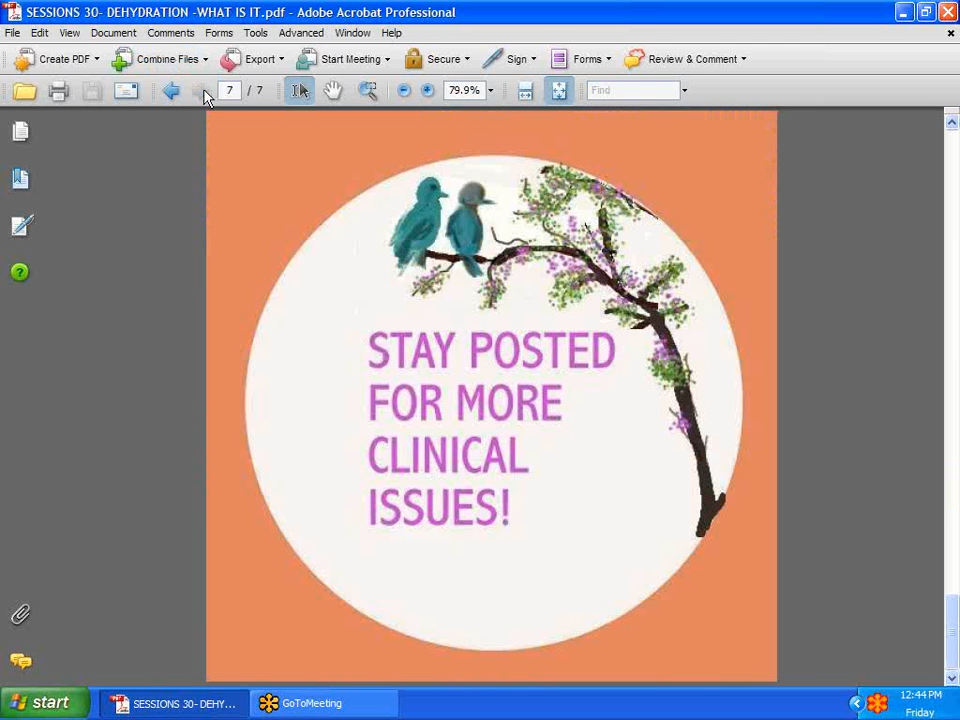 SESSIONS 30- DEHYDRATION -WHAT IS IT.pdf - Adobe Acrobat Professional
File Edit View Document Comments Forms Tools Advanced Window Help
Create PDF Combine Files Export Start Meeting Secure Sign Forms Review & Comment
7 / 7 79.9% Find
STAY POSTED
FOR MORE
CLINICAL
ISSUES!
start SESSIONS 30- DEHY... GoToMeeting 12:44 PM
Friday